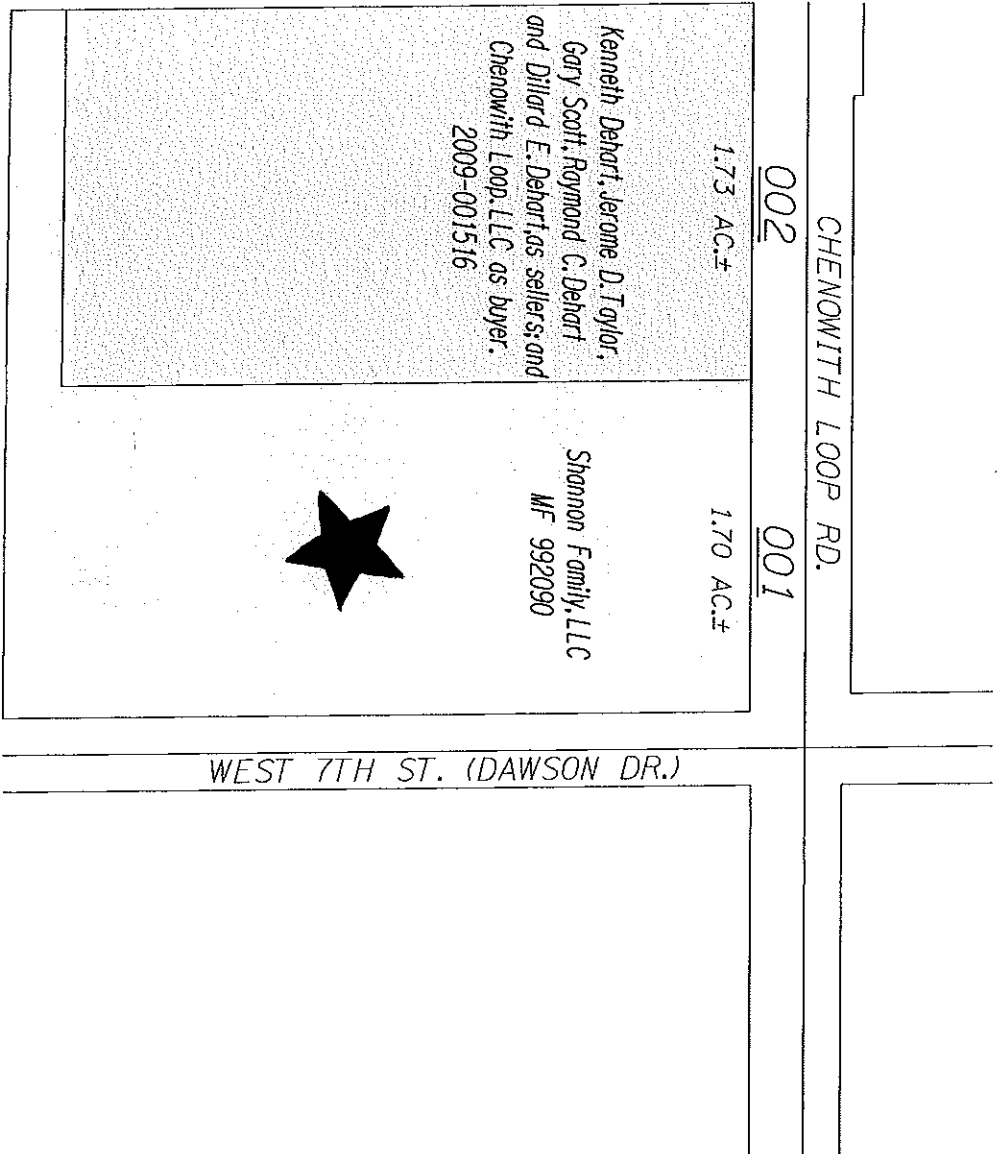 CHENOWITH LOOP RD.
002
1.73 AC.±
Kenneth Dehart, Jerome D. Taylor,
Gary Scott, Raymond C. Dehart
and Dillard E. Dehart, as sellers; and
Chenowith Loop, LLC as buyer.
2009-001516
001
1.70 AC.±
Shannon Family, LLC
MF 992090
WEST 7TH ST. (DAWSON DR.)